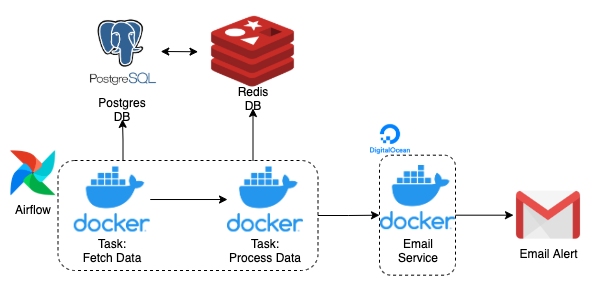 PostgreSQL
Postgres
DB
Redis
DB
DigitalOcean
Airflow
docker
Task:
Fetch Data
docker
Task:
Process Data
docker
Email
Service
Email Alert